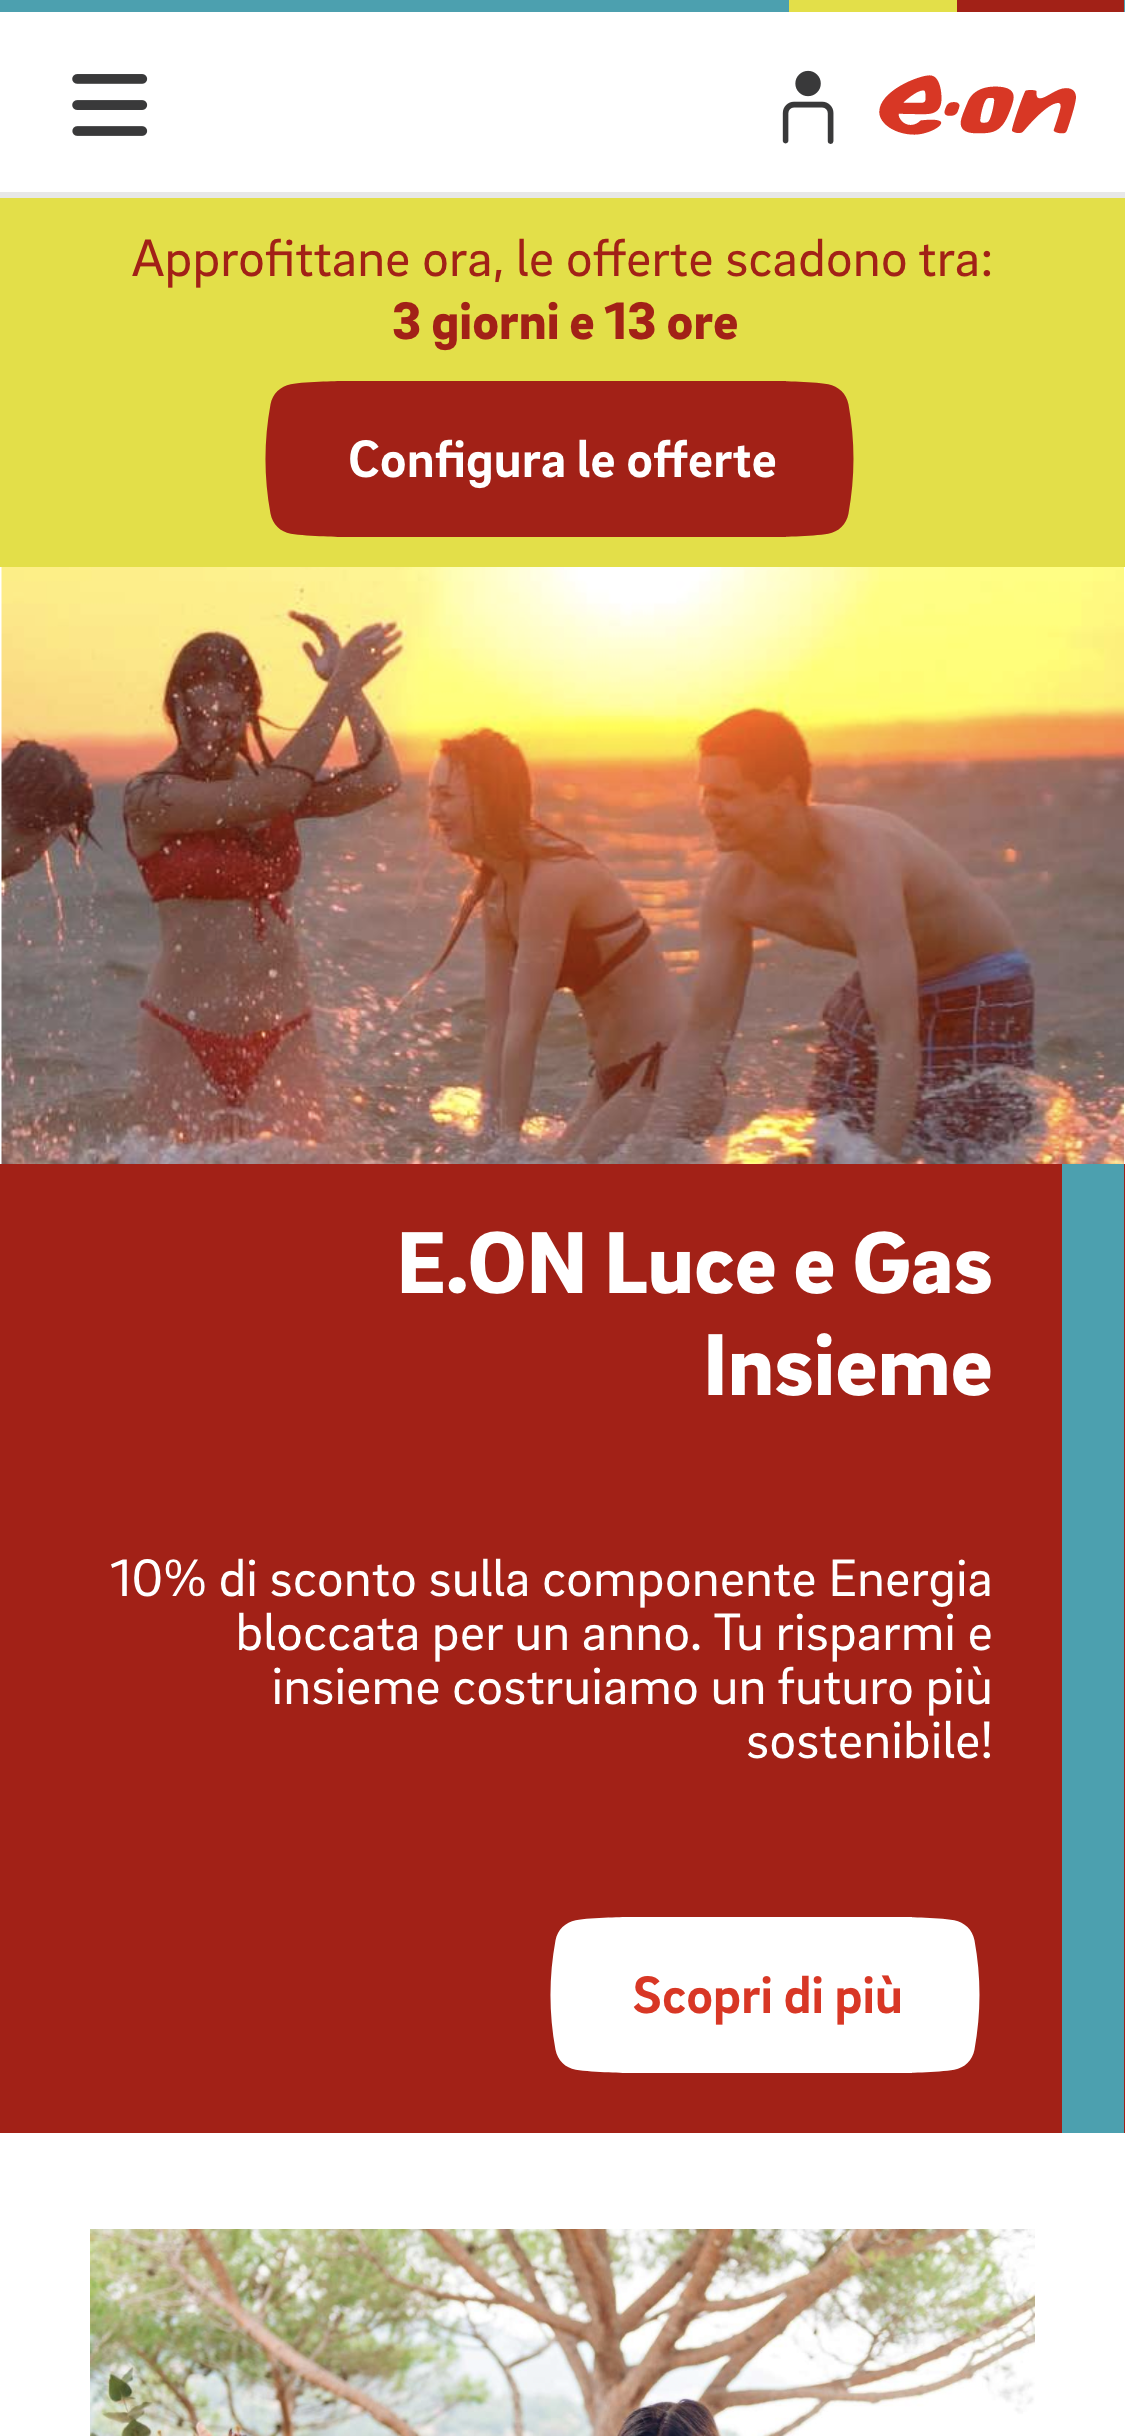 e·on
Approfittane ora, le offerte scadono tra:
3 giorni e 13 ore
Configura le offerte
E.ON Luce e Gas
Insieme
10% di sconto sulla componente Energia
bloccata per un anno. Tu risparmi e
insieme costruiamo un futuro più
sostenibile!
Scopri di più